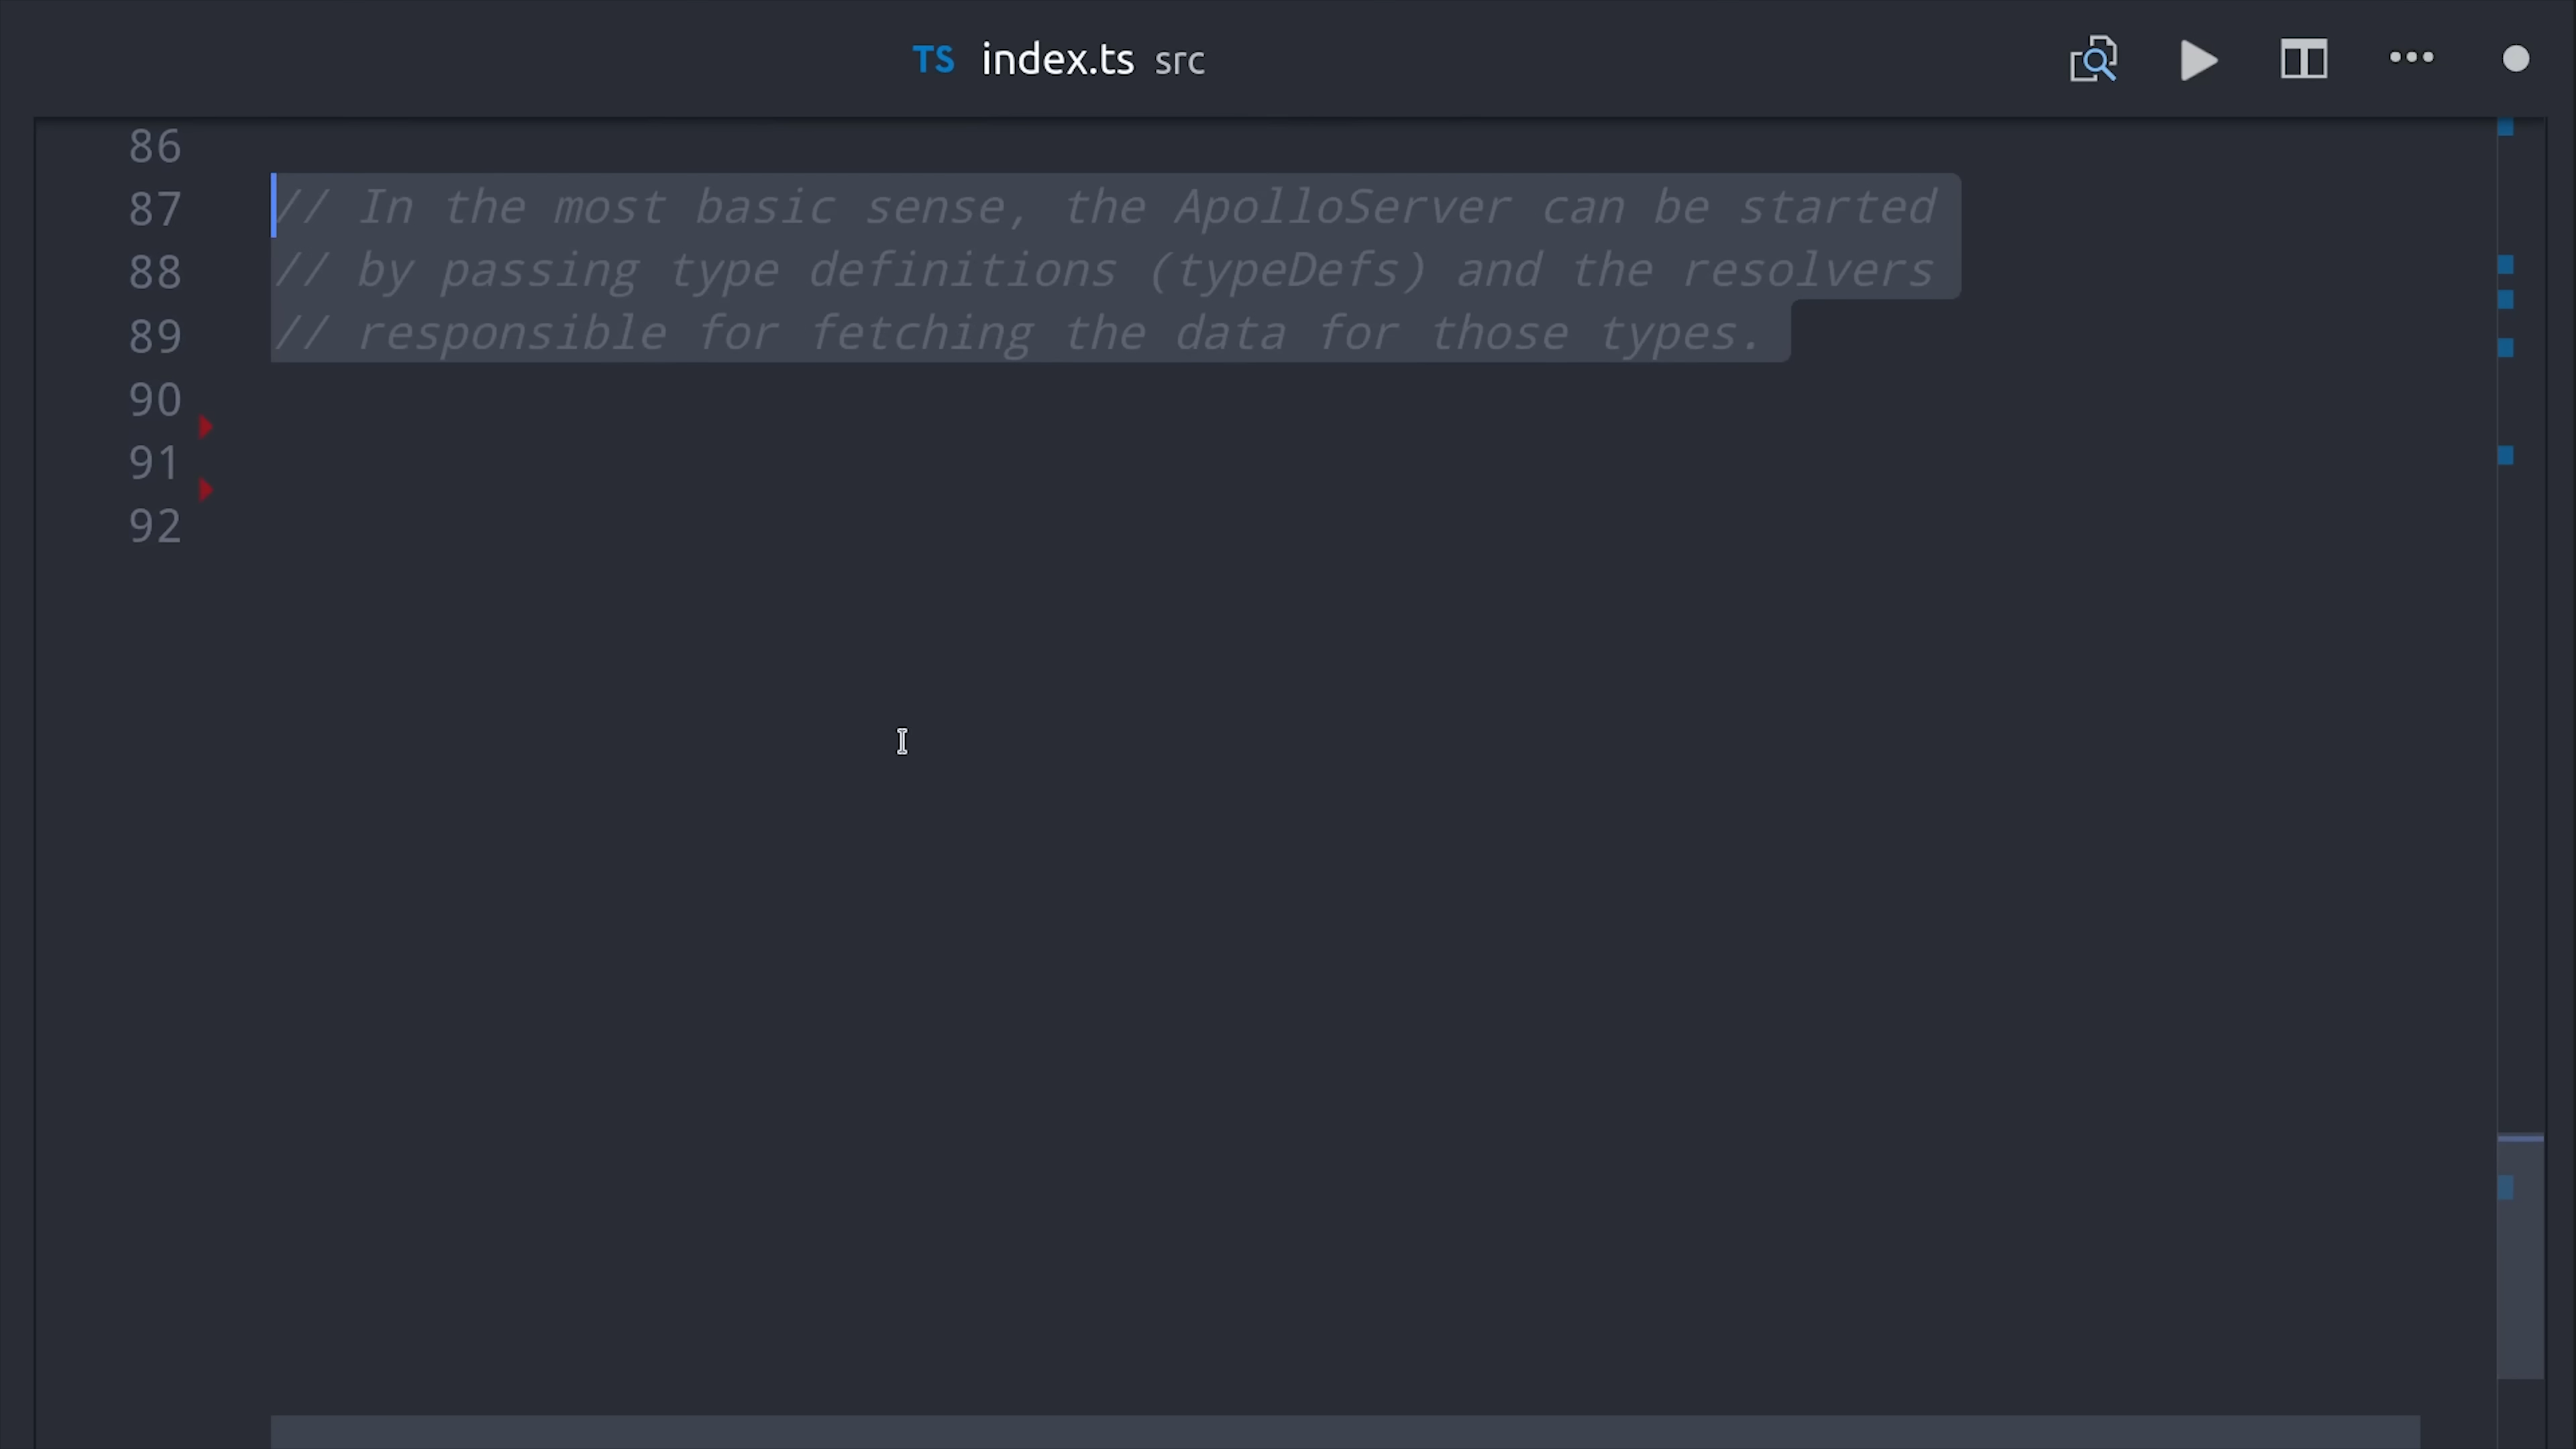 TS index.ts src
86
87 // In the most basic sense, the ApolloServer can be started
88 // by passing type definitions (typeDefs) and the resolvers
89 // responsible for fetching the data for those types.
90
91
92